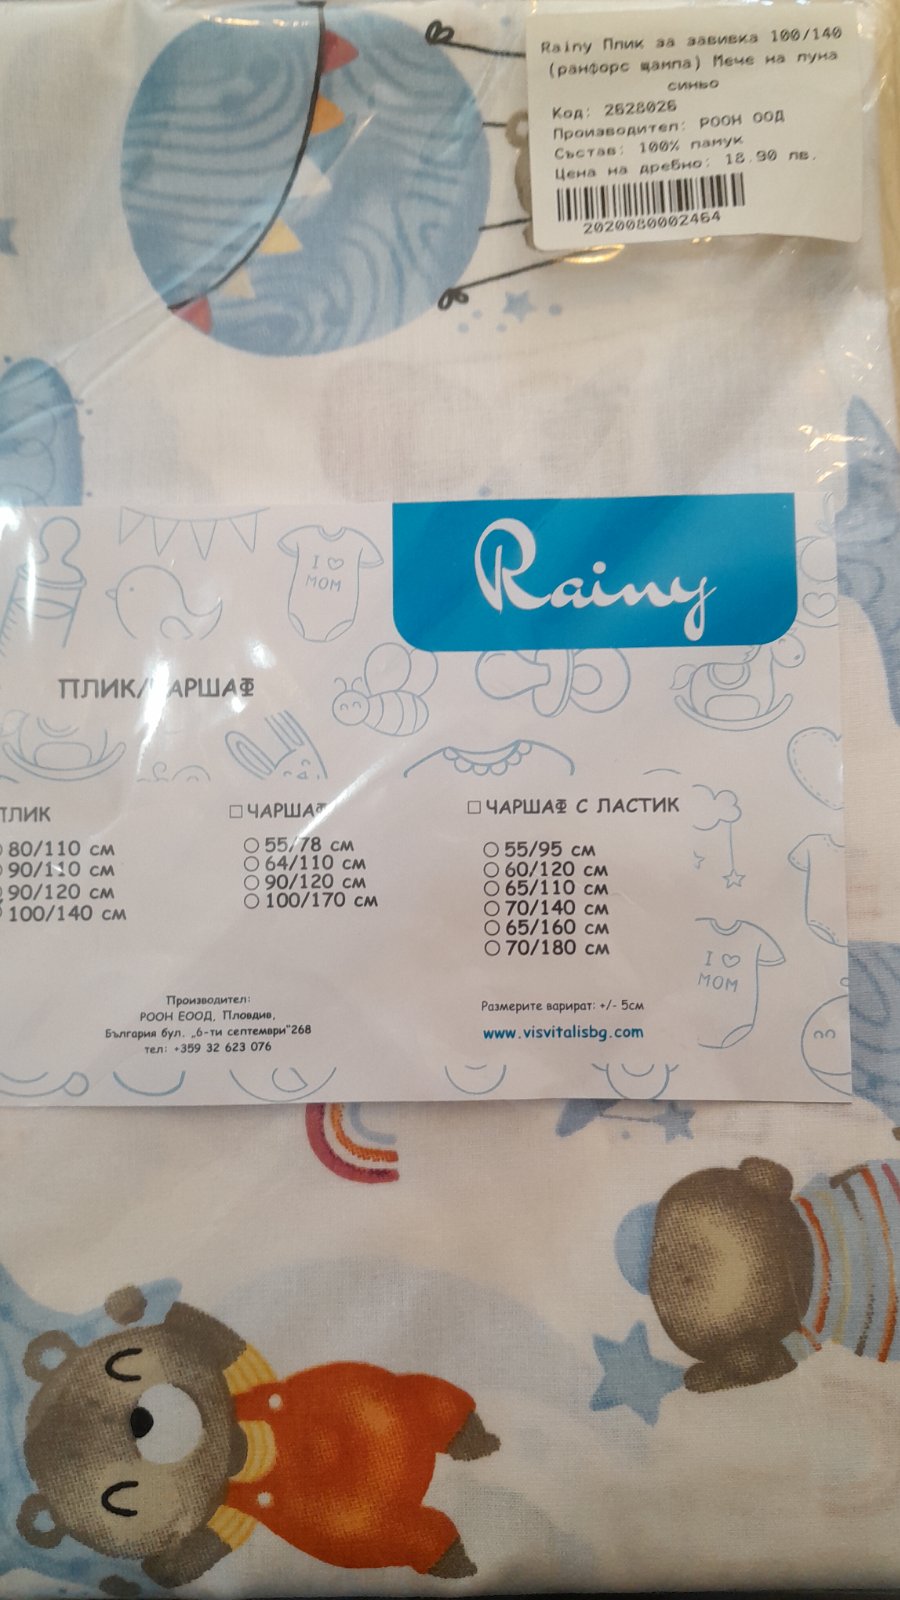 Rainy Плик за завивка 100/140
(ранфорс щампа) Мече на луна
синьо
Код: 2628026
Производител: РООН ООД
Състав: 100% памук
Цена на дребно: 18.90 лв.
2020080002464
Rainy
I
MOM
ПЛИК/ЧАРШАФ
ПЛИК
80/110 см
90/110 см
90/120 см
100/140 см
ЧАРШАФ
55/78 см
64/110 см
90/120 см
100/170 см
ЧАРШАФ С ЛАСТИК
55/95 см
60/120 см
65/110 см
70/140 см
65/160 см
70/180 см
I
MOM
Производител:
РООН ЕООД, Пловдив,
България бул. „6-ти септември"268
тел: +359 32 623 076
Размерите варират: +/- 5см
www.visvitalisbg.com